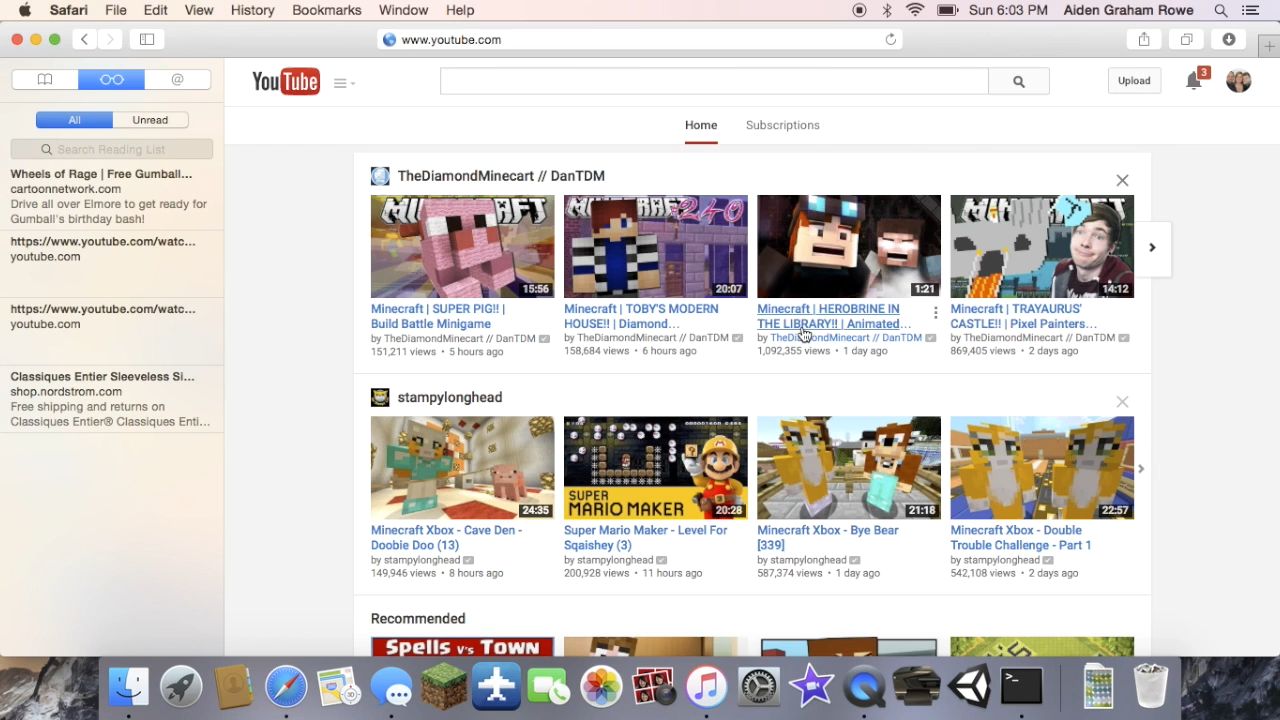 Safari File Edit View History Bookmarks Window Help Sun 6:03 PM Aiden Graham Rowe
www.youtube.com
@
All Unread
Search Reading List
Wheels of Rage | Free Gumball...
cartoonnetwork.com
Drive all over Elmore to get ready for
Gumball's birthday bash!
https://www.youtube.com/watc...
youtube.com
https://www.youtube.com/watc...
youtube.com
Classiques Entier Sleeveless Si...
shop.nordstrom.com
Free shipping and returns on
Classiques Entier® Classiques Enti...
YouTube Upload 3
Home Subscriptions
TheDiamondMinecart // DanTDM
MINECRAFT 15:56
MINECRAFT 240 20:07
1:21
MINECRAFT 14:12
Minecraft | SUPER PIG!! |
Build Battle Minigame
by TheDiamondMinecart // DanTDM
151,211 views • 5 hours ago
Minecraft | TOBY'S MODERN
HOUSE!! | Diamond...
by TheDiamondMinecart // DanTDM
158,684 views • 6 hours ago
Minecraft | HEROBRINE IN
THE LIBRARY!! | Animated...
by TheDiamondMinecart // DanTDM
1,092,355 views • 1 day ago
Minecraft | TRAYAURUS'
CASTLE!! | Pixel Painters...
by TheDiamondMinecart // DanTDM
869,405 views • 2 days ago
stampylonghead
24:35
SUPER
MARIO MAKER 20:28
21:18
22:57
Minecraft Xbox - Cave Den -
Doobie Doo (13)
by stampylonghead
149,946 views • 8 hours ago
Super Mario Maker - Level For
Sqaishey (3)
by stampylonghead
200,928 views • 11 hours ago
Minecraft Xbox - Bye Bear
[339]
by stampylonghead
587,374 views • 1 day ago
Minecraft Xbox - Double
Trouble Challenge - Part 1
by stampylonghead
542,108 views • 2 days ago
Recommended
Spells v's Town